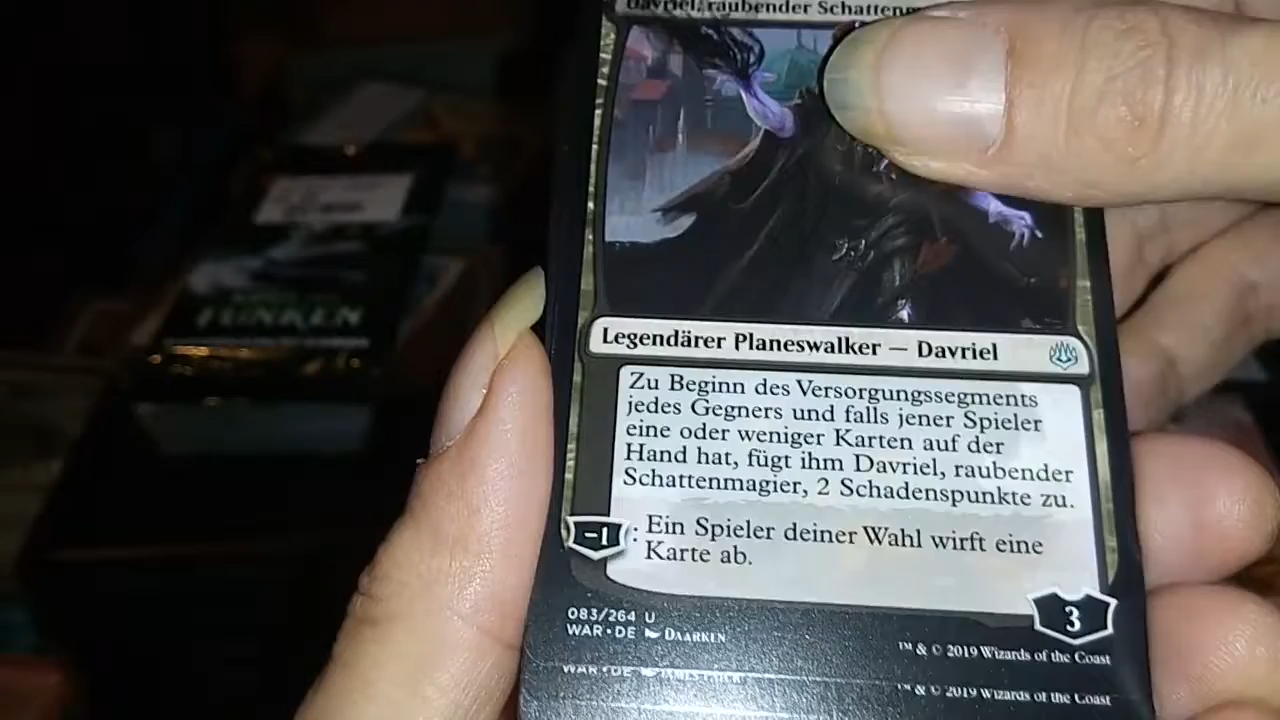 Davriel, raubender
FUNKEN
Legendärer Planeswalker — Davriel
Zu Beginn des Versorgungssegments
jedes Gegners und falls jener Spieler
eine oder weniger Karten auf der
Hand hat, fügt ihm Davriel, raubender
Schattenmagier, 2 Schadenspunkte zu.
−1 : Ein Spieler deiner Wahl wirft eine
Karte ab.
3
083/264 U
WAR • DE DAARKEN
™ & © 2019 Wizards of the Coast
WAR • DE
™ & © 2019 Wizards of the Coast